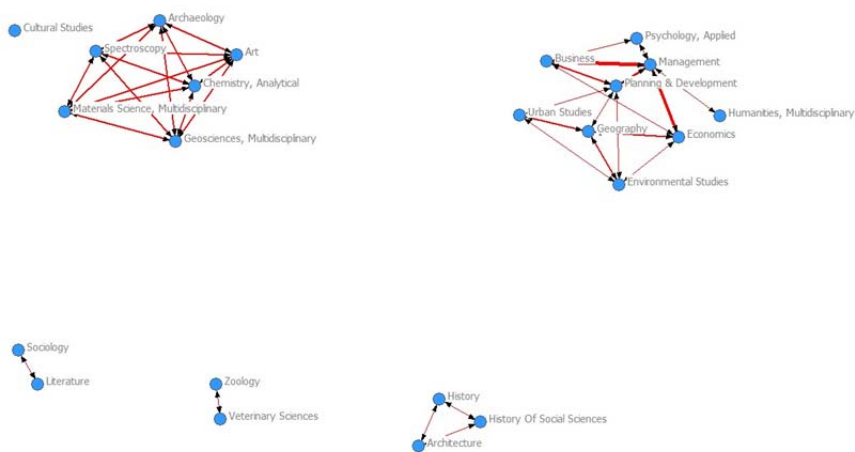 Cultural Studies
Archaeology
Spectroscopy
Art
Chemistry, Analytical
Materials Science, Multidisciplinary
Geosciences, Multidisciplinary
Psychology, Applied
Business
Management
Planning & Development
Urban Studies
Humanities, Multidisciplinary
Geography
Economics
Environmental Studies
Sociology
Literature
Zoology
Veterinary Sciences
History
History Of Social Sciences
Architecture